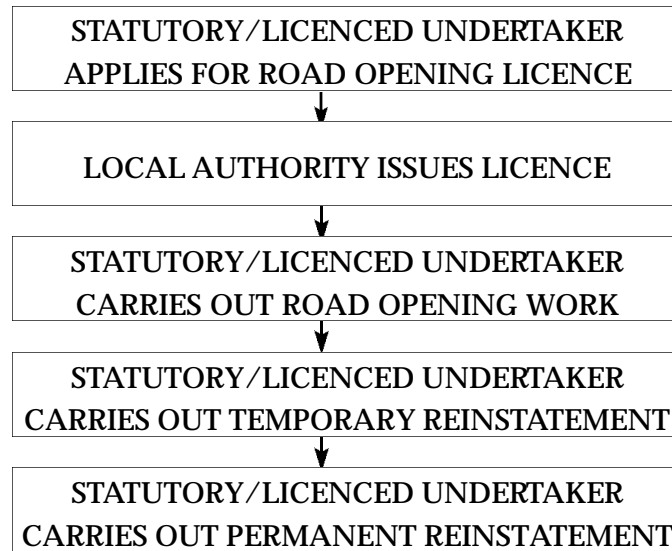 STATUTORY/LICENCED UNDERTAKER
APPLIES FOR ROAD OPENING LICENCE
LOCAL AUTHORITY ISSUES LICENCE
STATUTORY/LICENCED UNDERTAKER
CARRIES OUT ROAD OPENING WORK
STATUTORY/LICENCED UNDERTAKER
CARRIES OUT TEMPORARY REINSTATEMENT
STATUTORY/LICENCED UNDERTAKER
CARRIES OUT PERMANENT REINSTATEMENT